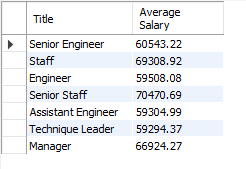 Title Average Salary
Senior Engineer 60543.22
Staff 69308.92
Engineer 59508.08
Senior Staff 70470.69
Assistant Engineer 59304.99
Technique Leader 59294.37
Manager 66924.27